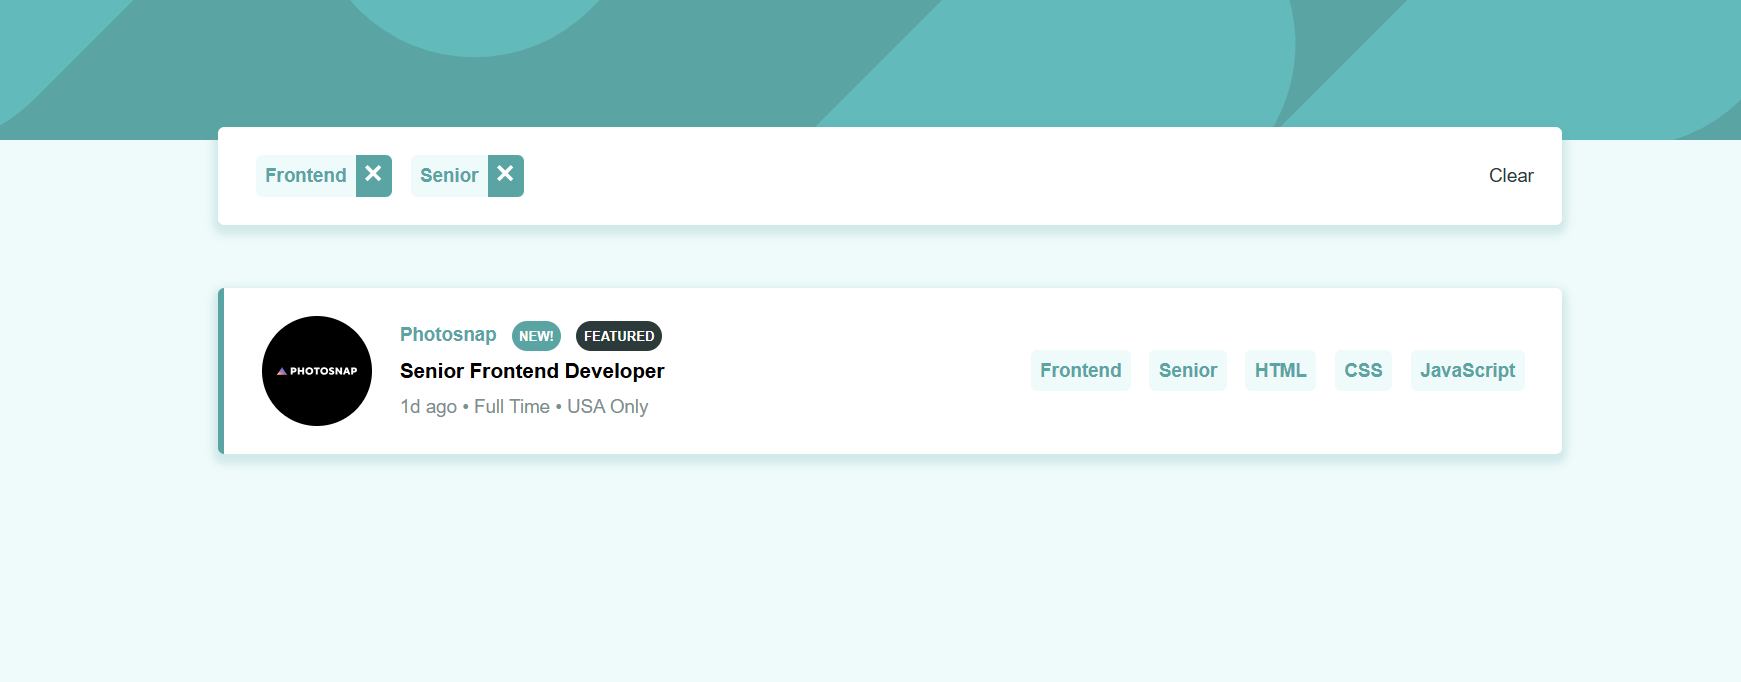 Frontend ✕ Senior ✕ Clear
Photosnap NEW! FEATURED
PHOTOSNAP
Senior Frontend Developer
1d ago • Full Time • USA Only
Frontend Senior HTML CSS JavaScript